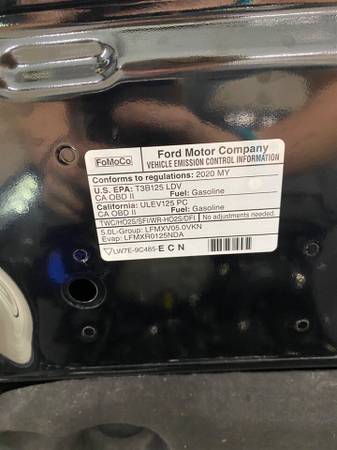 FoMoCo
Ford Motor Company
VEHICLE EMISSION CONTROL INFORMATION
Conforms to regulations: 2020 MY
U.S. EPA: T3B125 LDV
CA OBD II Fuel: Gasoline
California: ULEV125 PC
CA OBD II Fuel: Gasoline
TWC/HO2S/SFI/WR-HO2S/DFI No adjustments needed.
5.0L-Group: LFMXV05.0VKN
Evap: LFMXR0125NDA
LW7E-9C485-ECN